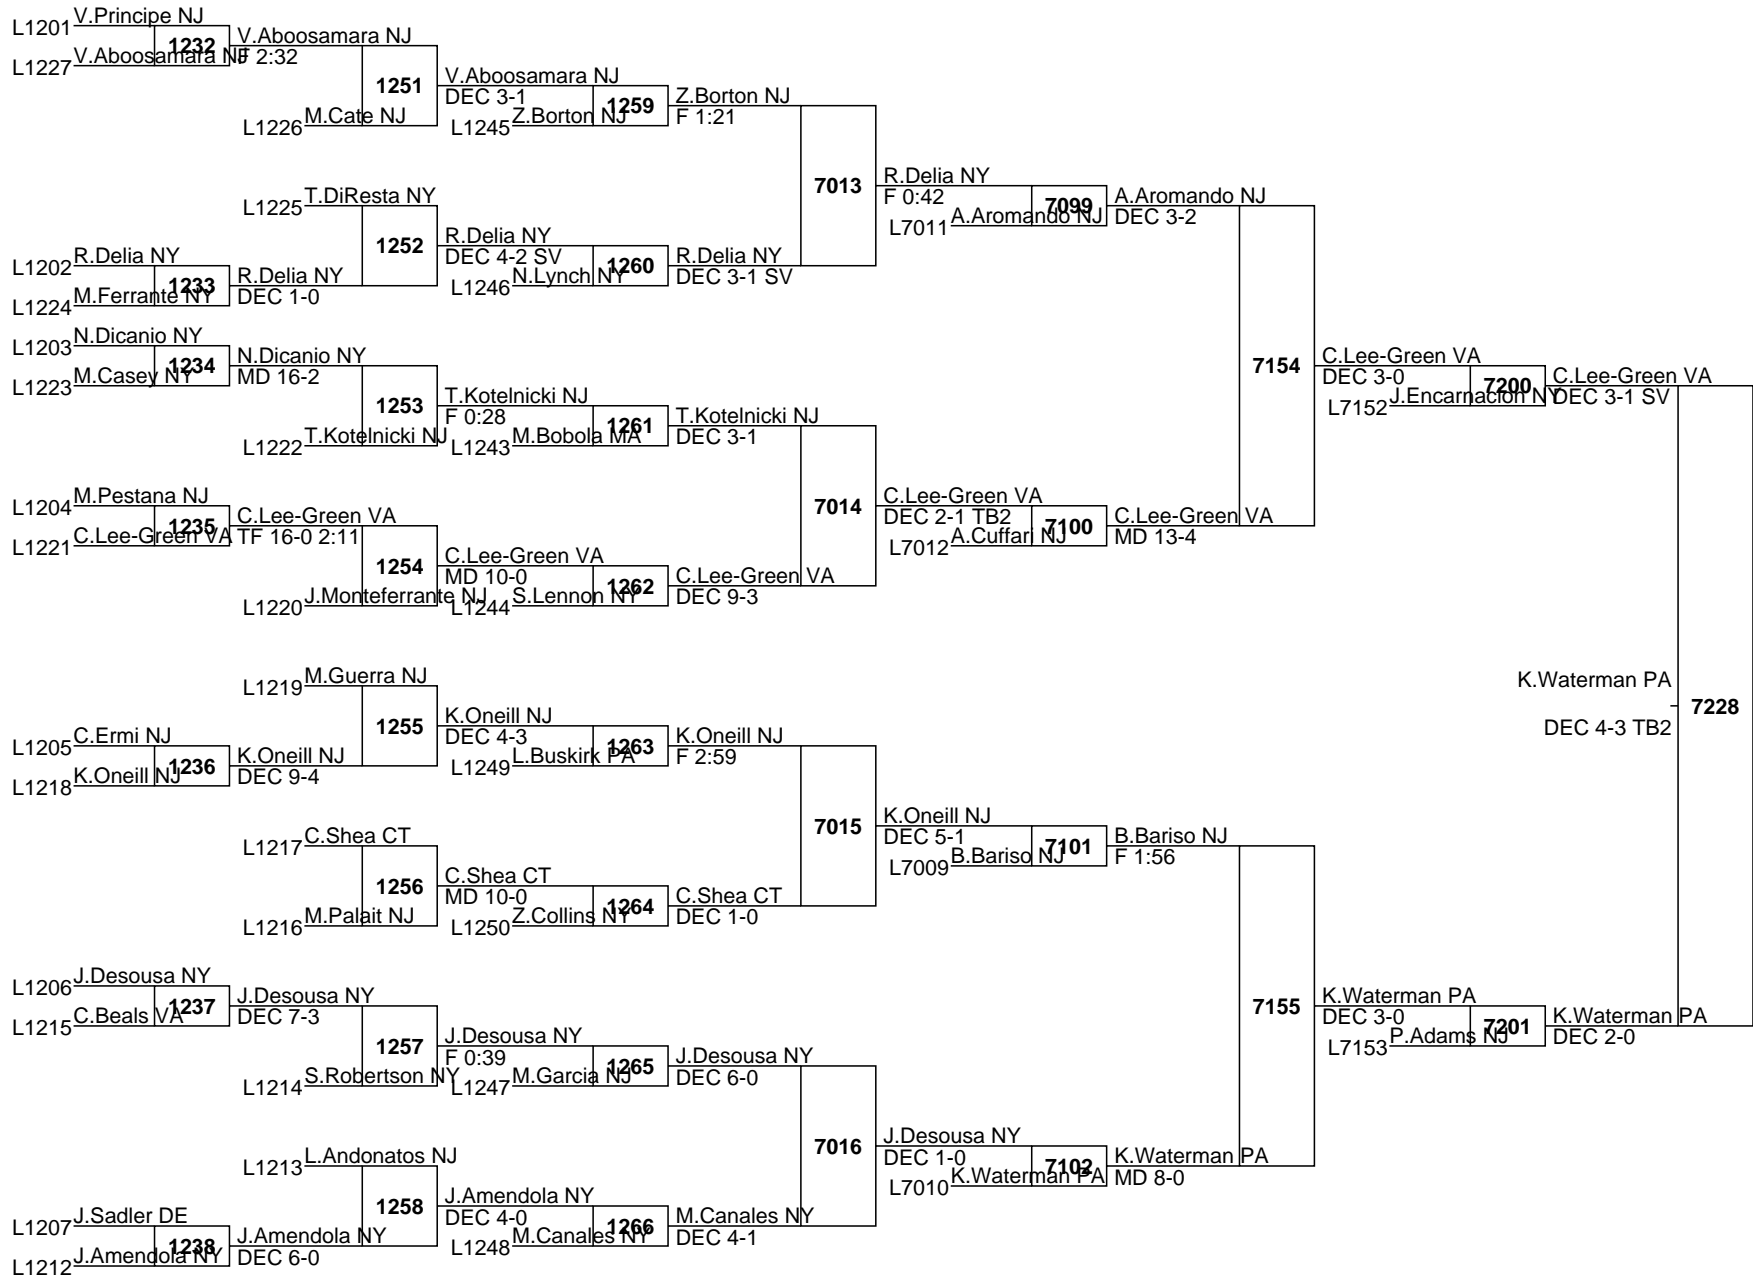 L1201 V.Principe NJ
1232 V.Aboosamara NJ
L1227 V.Aboosamara NJ F 2:32
1251 V.Aboosamara NJ
DEC 3-1
L1226 M.Cate NJ
1259 Z.Borton NJ
L1245 Z.Borton NJ F 1:21
7013 R.Delia NY
F 0:42
L1225 T.DiResta NY
7099 A.Aromando NJ
L7011 A.Aromando NJ DEC 3-2
1252 R.Delia NY
DEC 4-2 SV
L1202 R.Delia NY
1260 R.Delia NY
L1246 N.Lynch NY DEC 3-1 SV
1233 R.Delia NY
L1224 M.Ferrante NY DEC 1-0
L1203 N.Dicanio NY
1234 N.Dicanio NY
L1223 M.Casey NY MD 16-2
7154 C.Lee-Green VA
DEC 3-0
7200 C.Lee-Green VA
L7152 J.Encarnacion NY DEC 3-1 SV
1253 T.Kotelnicki NJ
F 0:28
L1222 T.Kotelnicki NJ
1261 T.Kotelnicki NJ
L1243 M.Bobola MA DEC 3-1
L1204 M.Pestana NJ
7014 C.Lee-Green VA
DEC 2-1 TB2
1235 C.Lee-Green VA
L1221 C.Lee-Green VA TF 16-0 2:11
7100 C.Lee-Green VA
L7012 A.Cuffari NJ MD 13-4
1254 C.Lee-Green VA
MD 10-0
L1220 J.Monteferrante NJ
1262 C.Lee-Green VA
L1244 S.Lennon NY DEC 9-3
L1219 M.Guerra NJ
K.Waterman PA
7228
DEC 4-3 TB2
1255 K.Oneill NJ
DEC 4-3
L1205 C.Ermi NJ
1263 K.Oneill NJ
L1249 L.Buskirk PA F 2:59
1236 K.Oneill NJ
L1218 K.Oneill NJ DEC 9-4
7015 K.Oneill NJ
DEC 5-1
L1217 C.Shea CT
7101 B.Bariso NJ
L7009 B.Bariso NJ F 1:56
1256 C.Shea CT
MD 10-0
L1216 M.Palait NJ
1264 C.Shea CT
L1250 Z.Collins NY DEC 1-0
L1206 J.Desousa NY
1237 J.Desousa NY
L1215 C.Beals VA DEC 7-3
7155 K.Waterman PA
DEC 3-0
7201 K.Waterman PA
L7153 P.Adams NJ DEC 2-0
1257 J.Desousa NY
F 0:39
L1214 S.Robertson NY
1265 J.Desousa NY
L1247 M.Garcia NJ DEC 6-0
7016 J.Desousa NY
DEC 1-0
L1213 L.Andonatos NJ
7102 K.Waterman PA
L7010 K.Waterman PA MD 8-0
1258 J.Amendola NY
DEC 4-0
L1207 J.Sadler DE
1266 M.Canales NY
L1248 M.Canales NY DEC 4-1
1238 J.Amendola NY
L1212 J.Amendola NY DEC 6-0